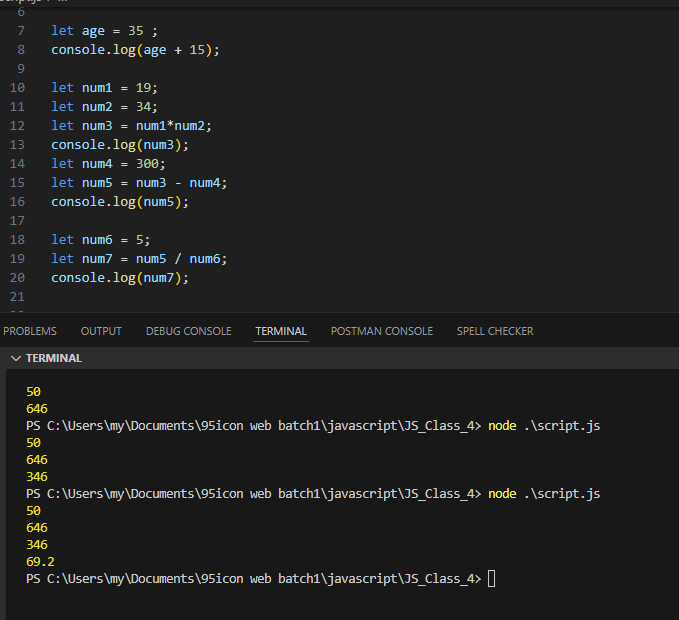 6
7 let age = 35 ;
8 console.log(age + 15);
9
10 let num1 = 19;
11 let num2 = 34;
12 let num3 = num1*num2;
13 console.log(num3);
14 let num4 = 300;
15 let num5 = num3 - num4;
16 console.log(num5);
17
18 let num6 = 5;
19 let num7 = num5 / num6;
20 console.log(num7);
21
PROBLEMS OUTPUT DEBUG CONSOLE TERMINAL POSTMAN CONSOLE SPELL CHECKER
TERMINAL
50
646
PS C:\Users\my\Documents\95icon web batch1\javascript\JS_Class_4> node .\script.js
50
646
346
PS C:\Users\my\Documents\95icon web batch1\javascript\JS_Class_4> node .\script.js
50
646
346
69.2
PS C:\Users\my\Documents\95icon web batch1\javascript\JS_Class_4>